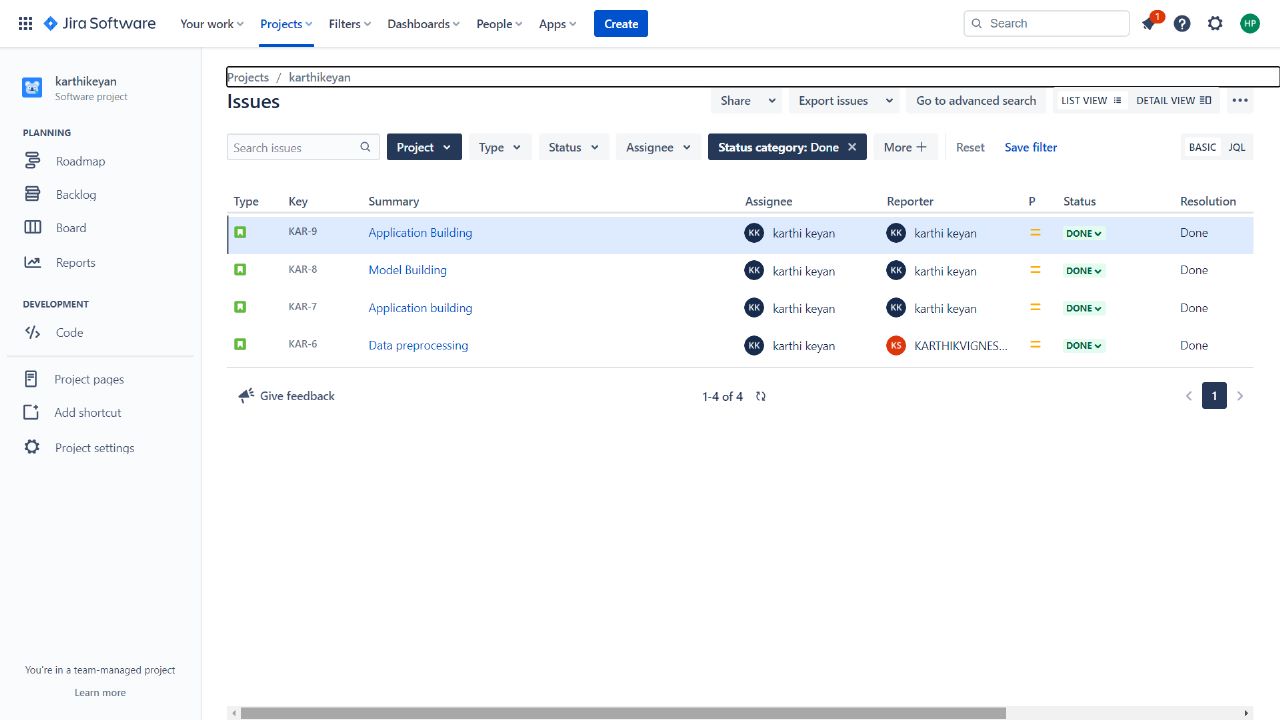 Jira Software Your work Projects Filters Dashboards People Apps Create Search 1 HP
karthikeyan
Software project
PLANNING
Roadmap
Backlog
Board
Reports
DEVELOPMENT
Code
Project pages
Add shortcut
Project settings
You're in a team-managed project
Learn more
Projects / karthikeyan
Issues Share Export issues Go to advanced search LIST VIEW DETAIL VIEW
Search issues Project Type Status Assignee Status category: Done More Reset Save filter BASIC JQL
Type Key Summary Assignee Reporter P Status Resolution
KAR-9 Application Building KK karthi keyan KK karthi keyan DONE Done
KAR-8 Model Building KK karthi keyan KK karthi keyan DONE Done
KAR-7 Application building KK karthi keyan KK karthi keyan DONE Done
KAR-6 Data preprocessing KK karthi keyan KS KARTHIKVIGNES... DONE Done
Give feedback 1-4 of 4 1